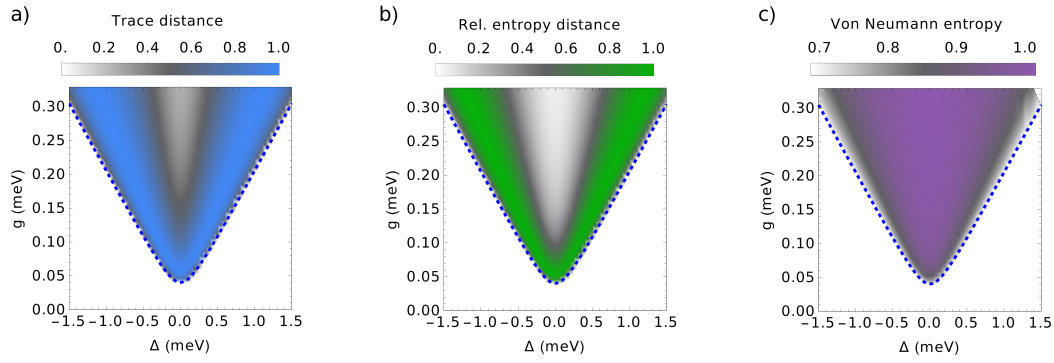 a)
Trace distance
0. 0.2 0.4 0.6 0.8 1.0
0.30
0.25
0.20
0.15
0.10
0.05
0.00
g (meV)
−1.5 −1.0 −0.5 0.0 0.5 1.0 1.5
Δ (meV)
b)
Rel. entropy distance
0. 0.2 0.4 0.6 0.8 1.0
0.30
0.25
0.20
0.15
0.10
0.05
0.00
g (meV)
−1.5 −1.0 −0.5 0.0 0.5 1.0 1.5
Δ (meV)
c)
Von Neumann entropy
0.7 0.8 0.9 1.0
0.30
0.25
0.20
0.15
0.10
0.05
0.00
g (meV)
−1.5 −1.0 −0.5 0.0 0.5 1.0 1.5
Δ (meV)